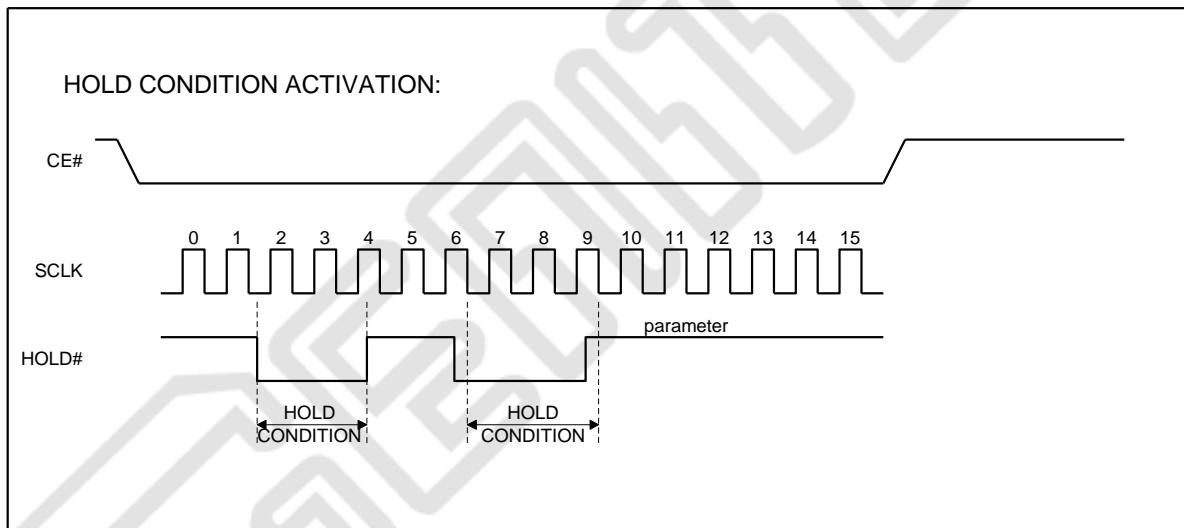 HOLD CONDITION ACTIVATION:
CE#
0 1 2 3 4 5 6 7 8 9 10 11 12 13 14 15
SCLK
parameter
HOLD#
HOLD
CONDITION
HOLD
CONDITION